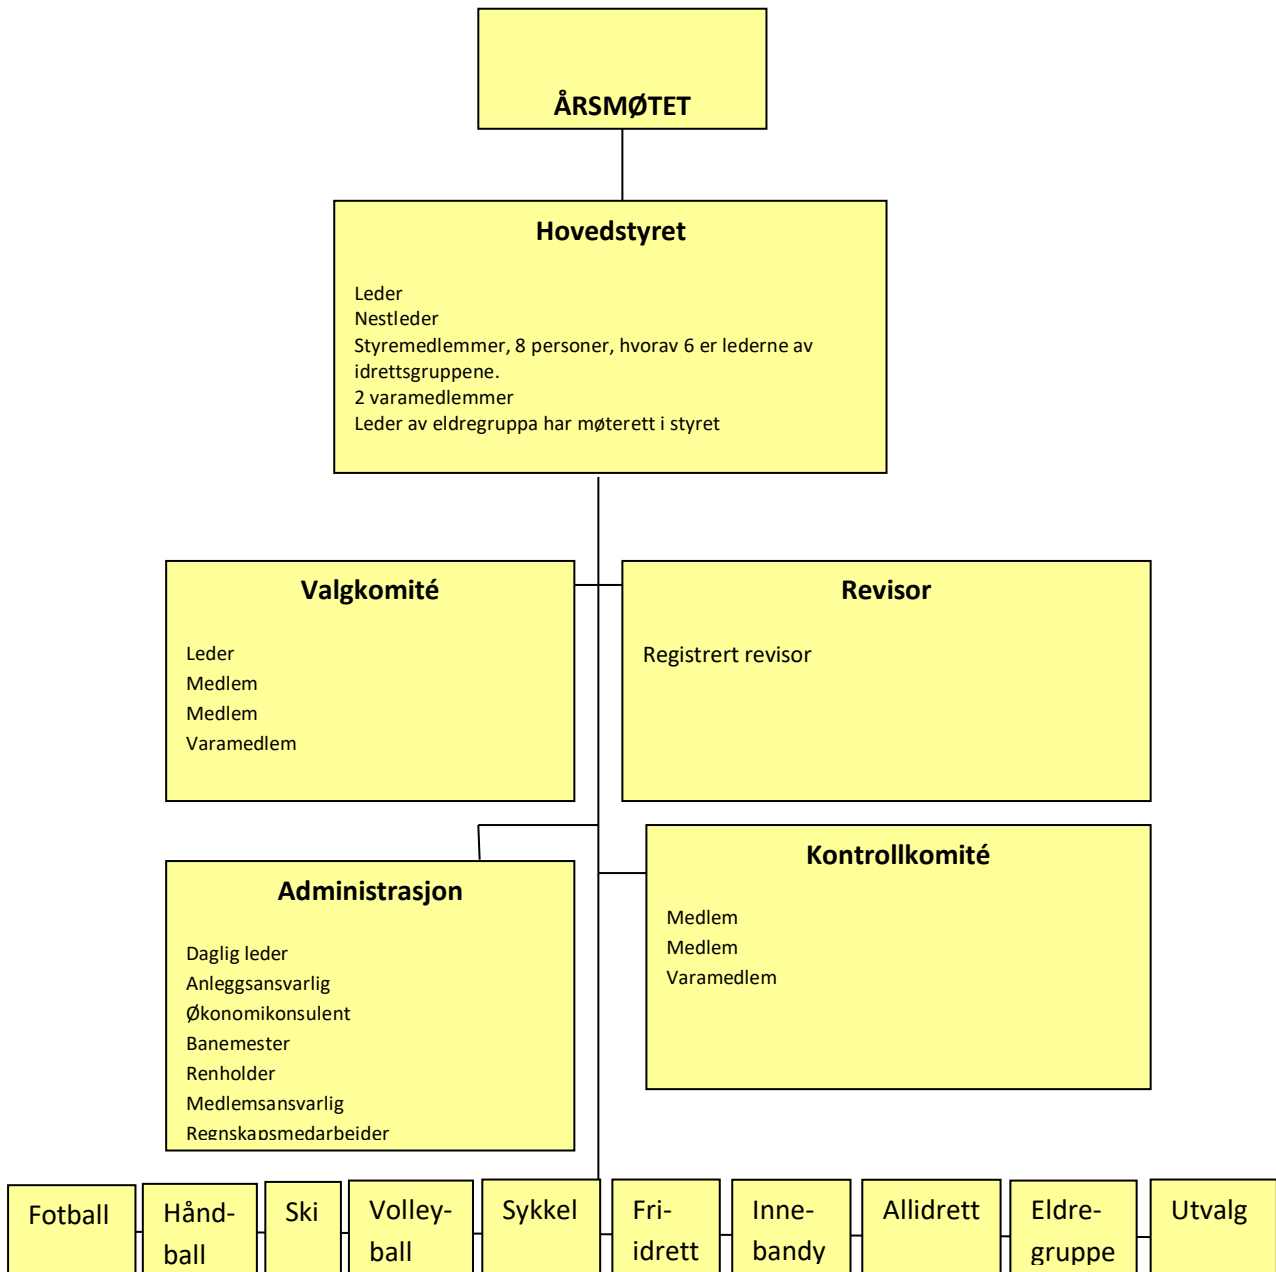 ÅRSMØTET
Hovedstyret
Leder
Nestleder
Styremedlemmer, 8 personer, hvorav 6 er lederne av
idrettsgruppene.
2 varamedlemmer
Leder av eldregruppa har møterett i styret
Valgkomité
Leder
Medlem
Medlem
Varamedlem
Revisor
Registrert revisor
Administrasjon
Daglig leder
Anleggsansvarlig
Økonomikonsulent
Banemester
Renholder
Medlemsansvarlig
Regnskapsmedarbeider
Kontrollkomité
Medlem
Medlem
Varamedlem
Fotball
Hånd-
ball
Ski
Volley-
ball
Sykkel
Fri-
idrett
Inne-
bandy
Allidrett
Eldre-
gruppe
Utvalg